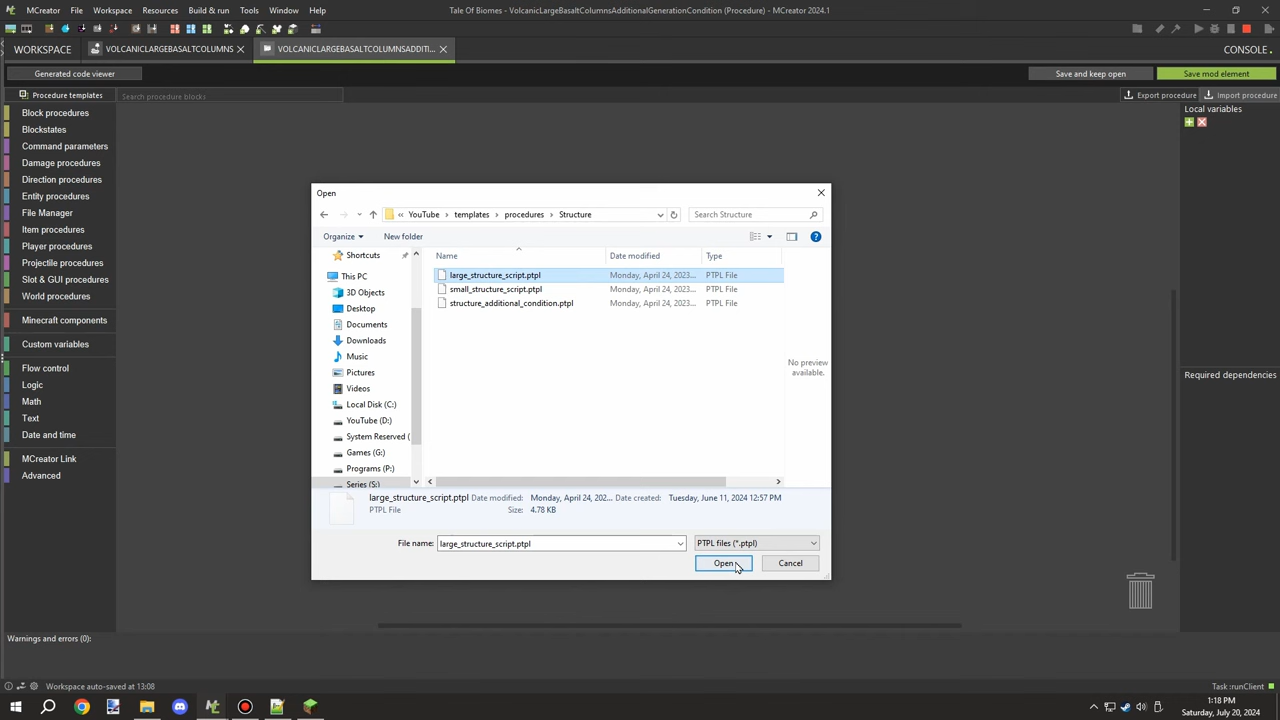 MCreator File Workspace Resources Build & run Tools Window Help
Tale Of Biomes - VolcanicLargeBasaltColumnsAdditionalGenerationCondition (Procedure) - MCreator 2024.1
WORKSPACE VOLCANICLARGEBASALTCOLUMNS VOLCANICLARGEBASALTCOLUMNSADDITI... CONSOLE
Generated code viewer Save and keep open Save mod element
Procedure templates Search procedure blocks Export procedure Import procedure
Local variables
Block procedures
Blockstates
Command parameters
Damage procedures
Direction procedures
Entity procedures
File Manager
Item procedures
Player procedures
Projectile procedures
Slot & GUI procedures
World procedures
Minecraft components
Custom variables
Flow control
Logic
Math
Text
Date and time
MCreator Link
Advanced
Open
« YouTube › templates › procedures › Structure Search Structure
Organize New folder
Name Date modified Type
Shortcuts
This PC
3D Objects
Desktop
Documents
Downloads
Music
Pictures
Videos
Local Disk (C:)
YouTube (D:)
System Reserved (
Games (G:)
Programs (P:)
Series (S:)
large_structure_script.ptpl Monday, April 24, 2023... PTPL File
small_structure_script.ptpl Monday, April 24, 2023... PTPL File
structure_additional_condition.ptpl Monday, April 24, 2023... PTPL File
No preview
available.
large_structure_script.ptpl Date modified: Monday, April 24, 202... Date created: Tuesday, June 11, 2024 12:57 PM
PTPL File Size: 4.78 KB
File name: large_structure_script.ptpl PTPL files (*.ptpl)
Open Cancel
Required dependencies
Warnings and errors (0):
Workspace auto-saved at 13:08 Task :runClient
1:18 PM
Saturday, July 20, 2024